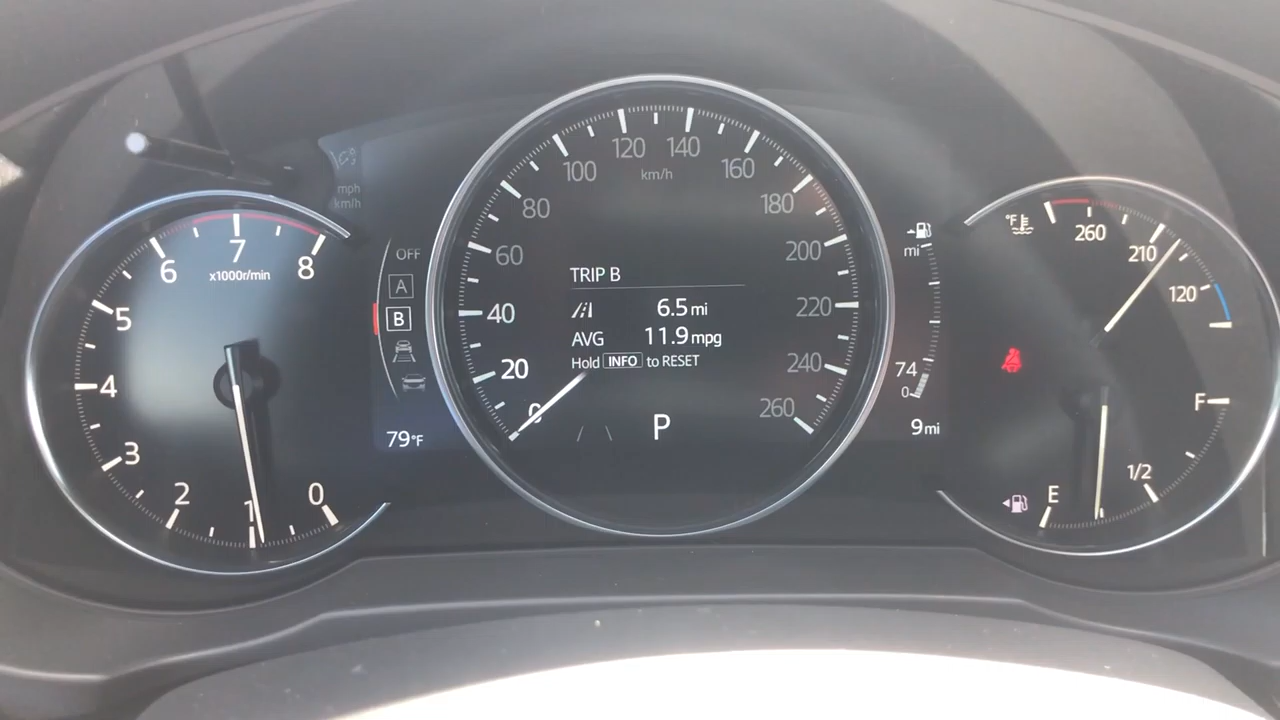 mph
km/h
0
1
2
3
4
5
6
7
8
x1000r/min
OFF
A
B
79°F
0
20
40
60
80
100
120
140
160
180
200
220
240
260
km/h
TRIP B
6.5 mi
AVG 11.9 mpg
Hold INFO to RESET
P
mi
74
0
9 mi
°F
260
210
120
F
1/2
E